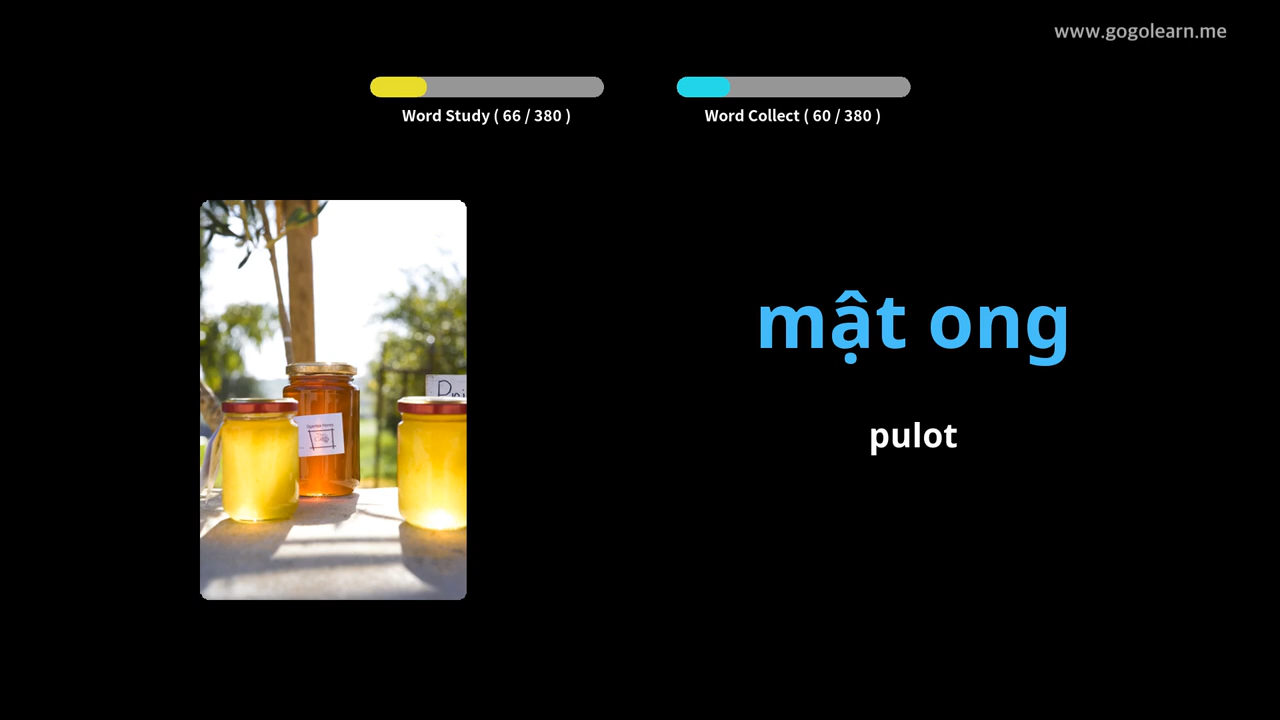 www.gogolearn.me
Word Study ( 66 / 380 )
Word Collect ( 60 / 380 )
mật ong
pulot